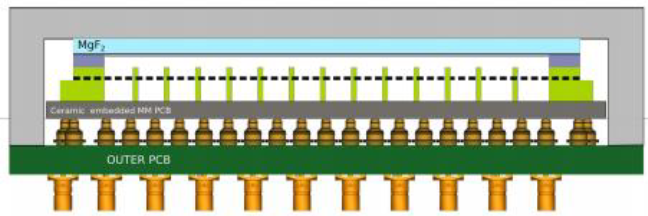 MgF₂
Ceramic embedded MM PCB
OUTER PCB